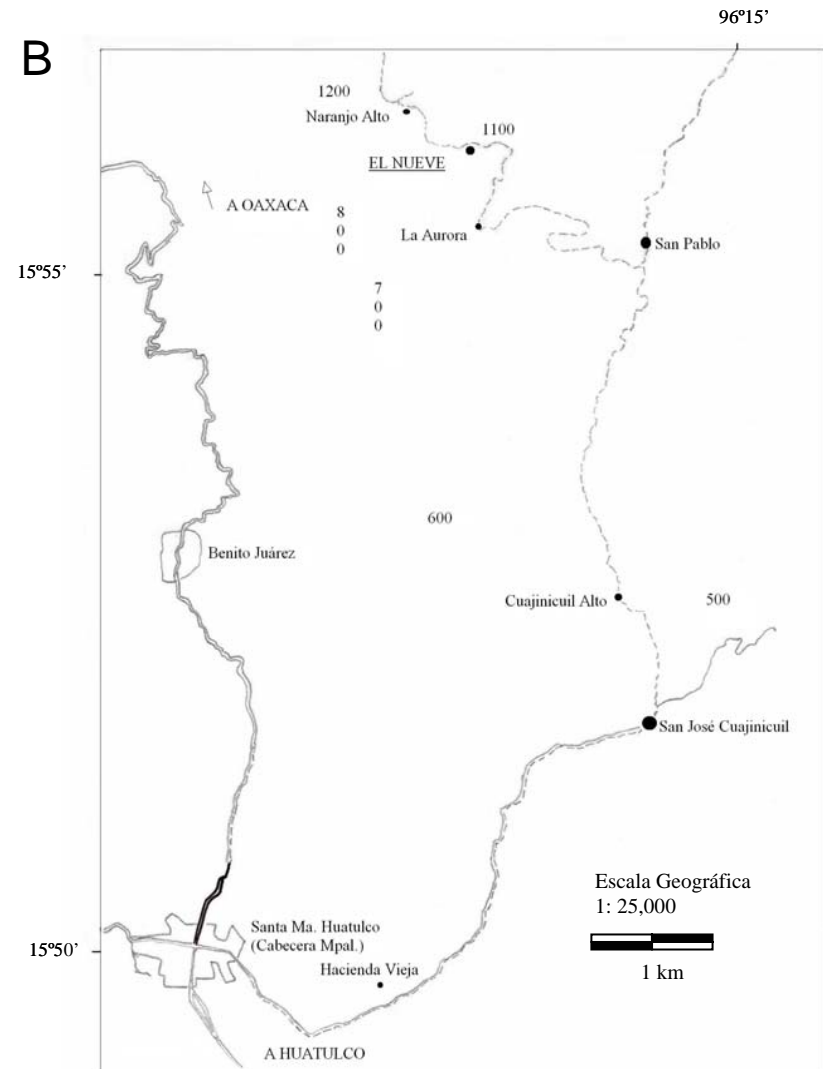 96º15’
B
1200
Naranjo Alto
1100
EL NUEVE
A OAXACA
8
0
0
La Aurora
San Pablo
15º55’
7
0
0
600
Benito Juárez
Cuajinicuil Alto
500
San José Cuajinicuil
Escala Geográfica
1: 25,000
Santa Ma. Huatulco
(Cabecera Mpal.)
15º50’
Hacienda Vieja
1 km
A HUATULCO